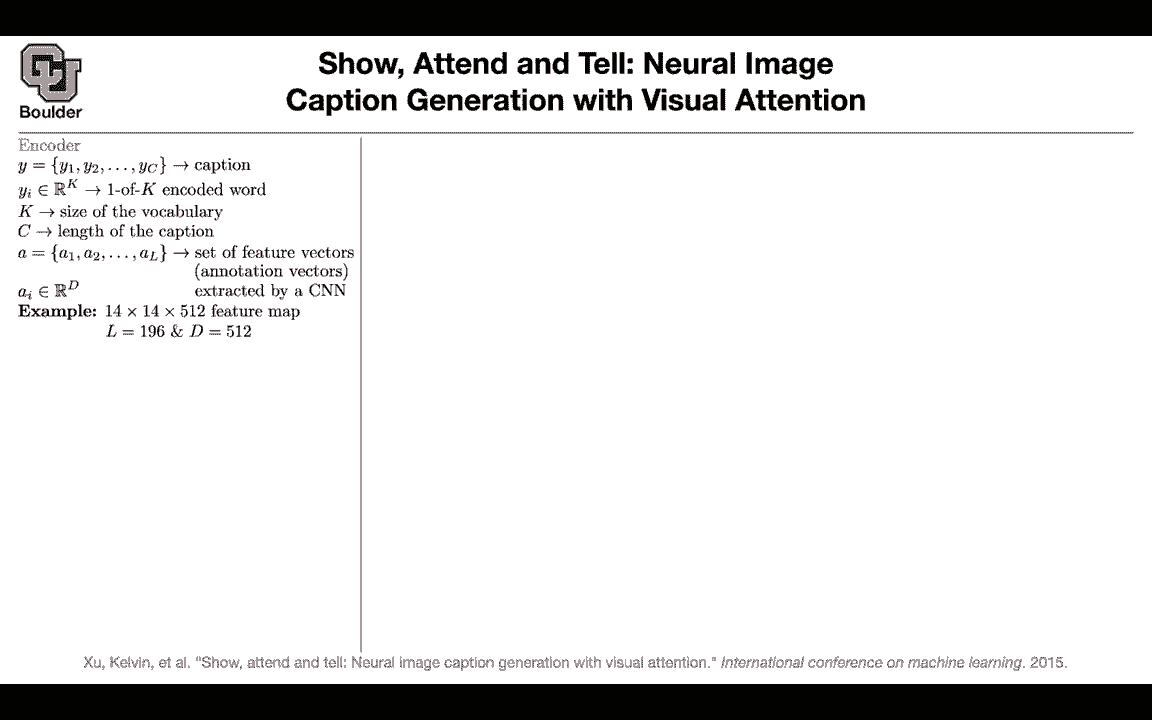 Boulder
Show, Attend and Tell: Neural Image
Caption Generation with Visual Attention
Encoder
y = {y₁, y₂, . . . , y_C} → caption
yᵢ ∈ ℝᴷ → 1-of-K encoded word
K → size of the vocabulary
C → length of the caption
a = {a₁, a₂, . . . , a_L} → set of feature vectors
(annotation vectors)
aᵢ ∈ ℝᴰ extracted by a CNN
Example: 14 × 14 × 512 feature map
L = 196 & D = 512
Xu, Kelvin, et al. "Show, attend and tell: Neural image caption generation with visual attention." International conference on machine learning. 2015.